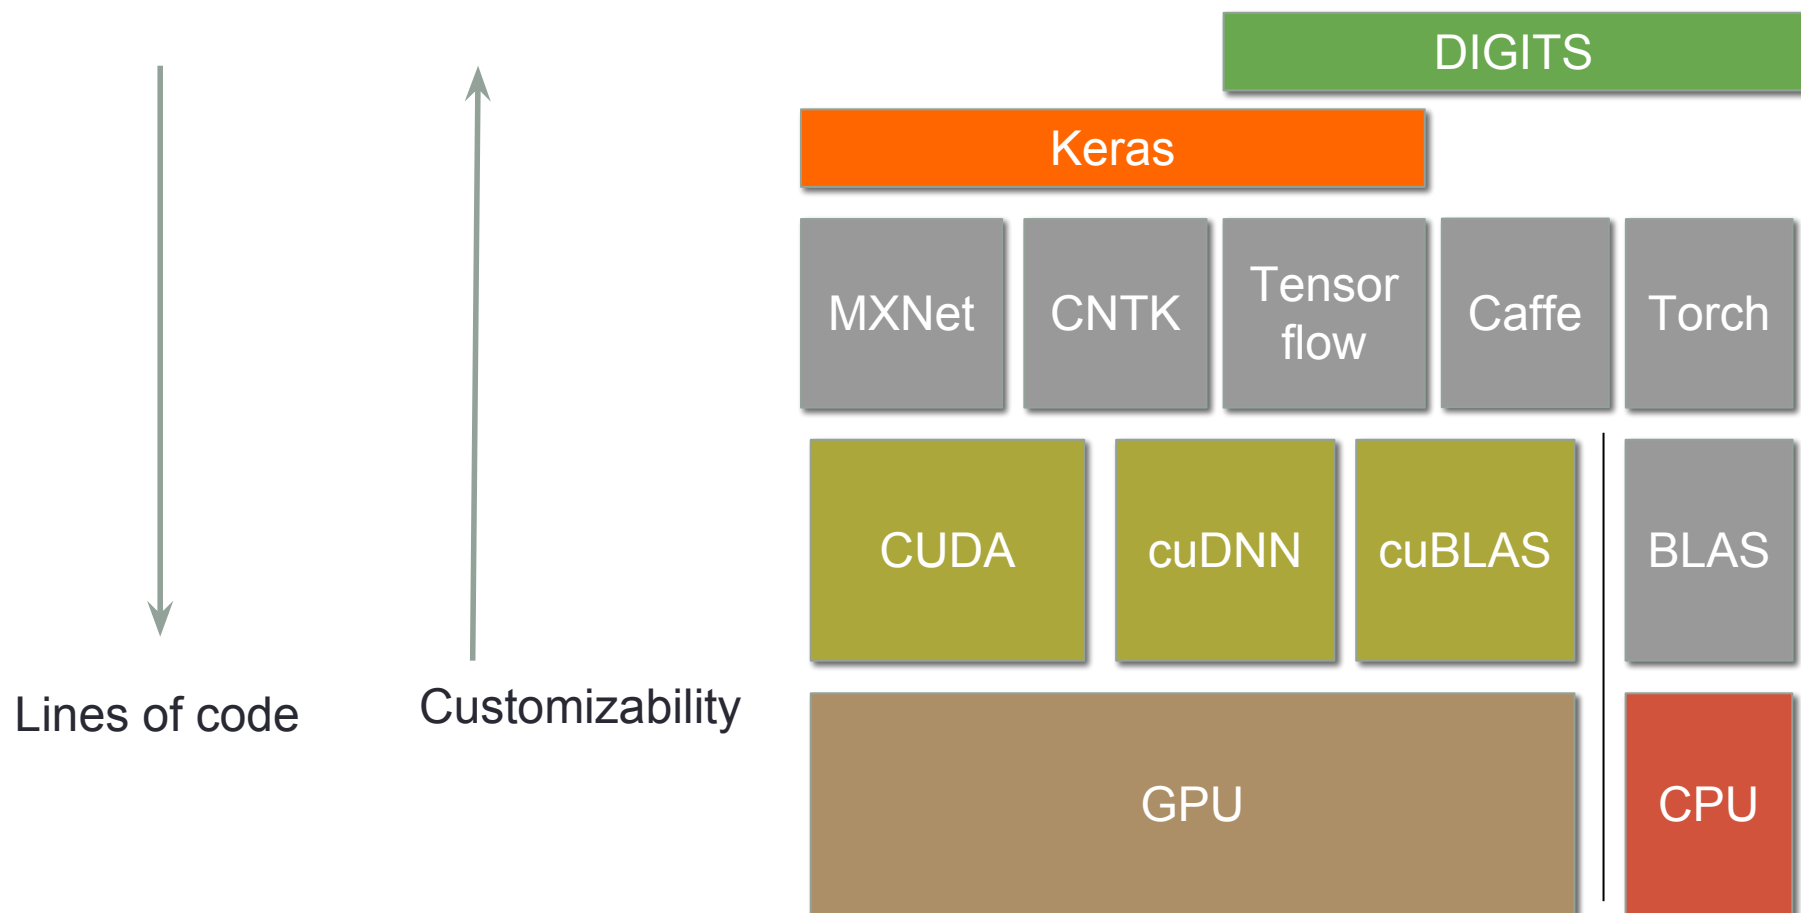 DIGITS
Keras
MXNet
CNTK
Tensor
flow
Caffe
Torch
CUDA
cuDNN
cuBLAS
BLAS
Lines of code
Customizability
GPU
CPU